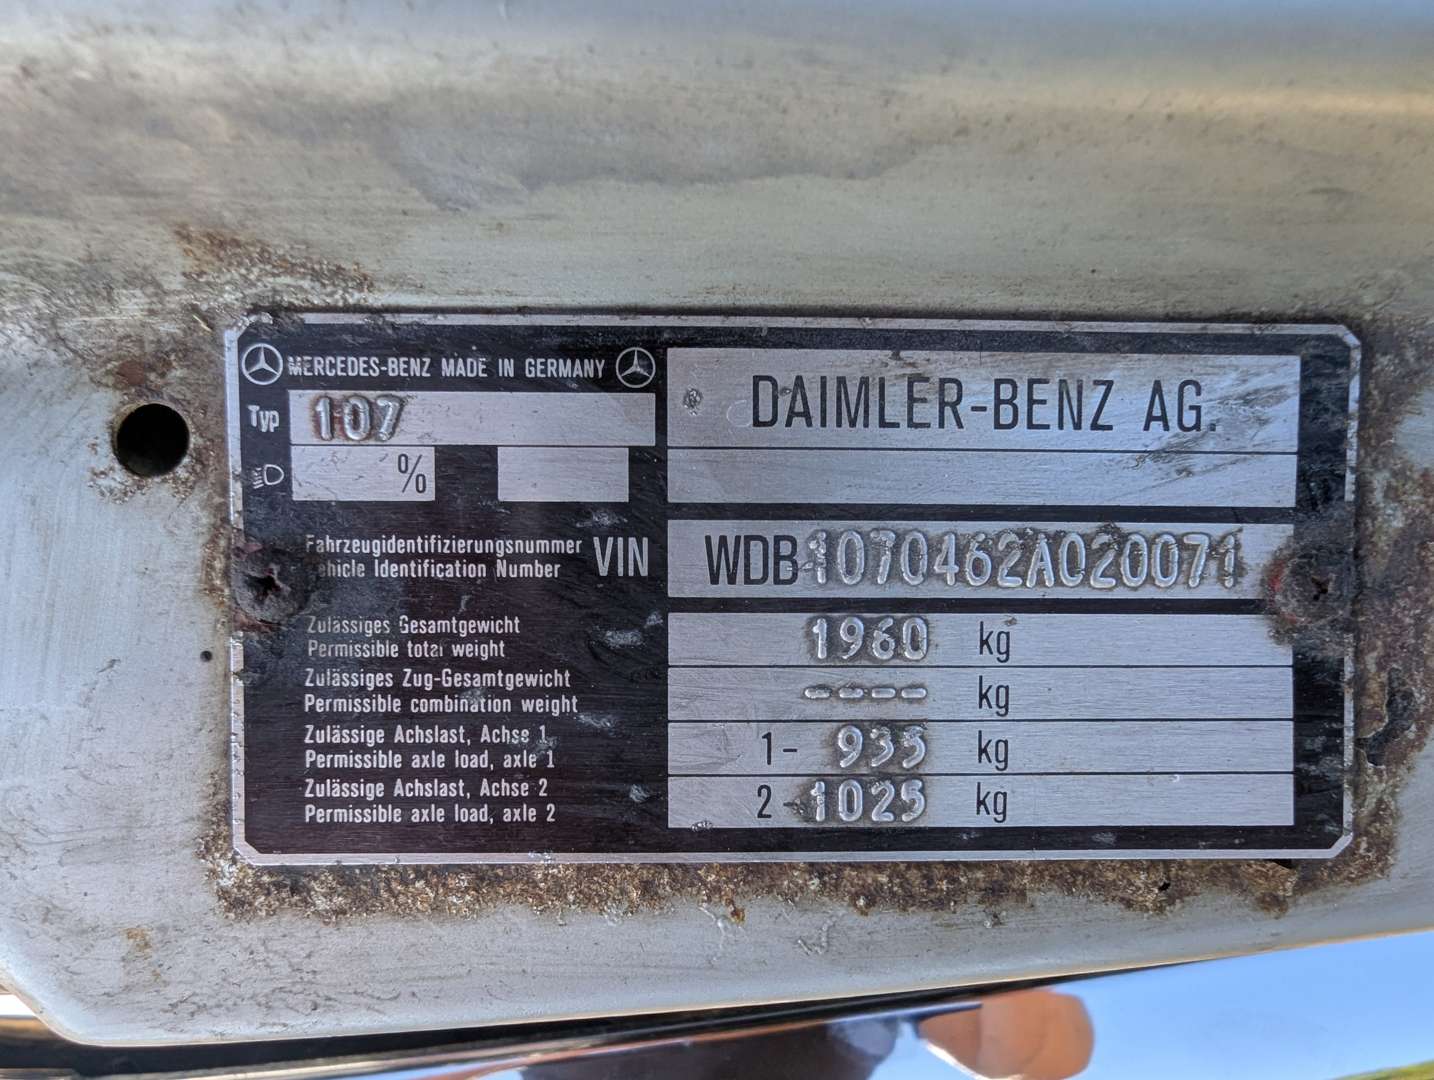 MERCEDES-BENZ MADE IN GERMANY
Typ 107
%
DAIMLER-BENZ AG.
Fahrzeugidentifizierungsnummer
Vehicle Identification Number
VIN WDB1070462A020071
Zulässiges Gesamtgewicht
Permissible total weight
1960 kg
Zulässiges Zug-Gesamtgewicht
Permissible combination weight
---- kg
Zulässige Achslast, Achse 1
Permissible axle load, axle 1
1- 935 kg
Zulässige Achslast, Achse 2
Permissible axle load, axle 2
2- 1025 kg